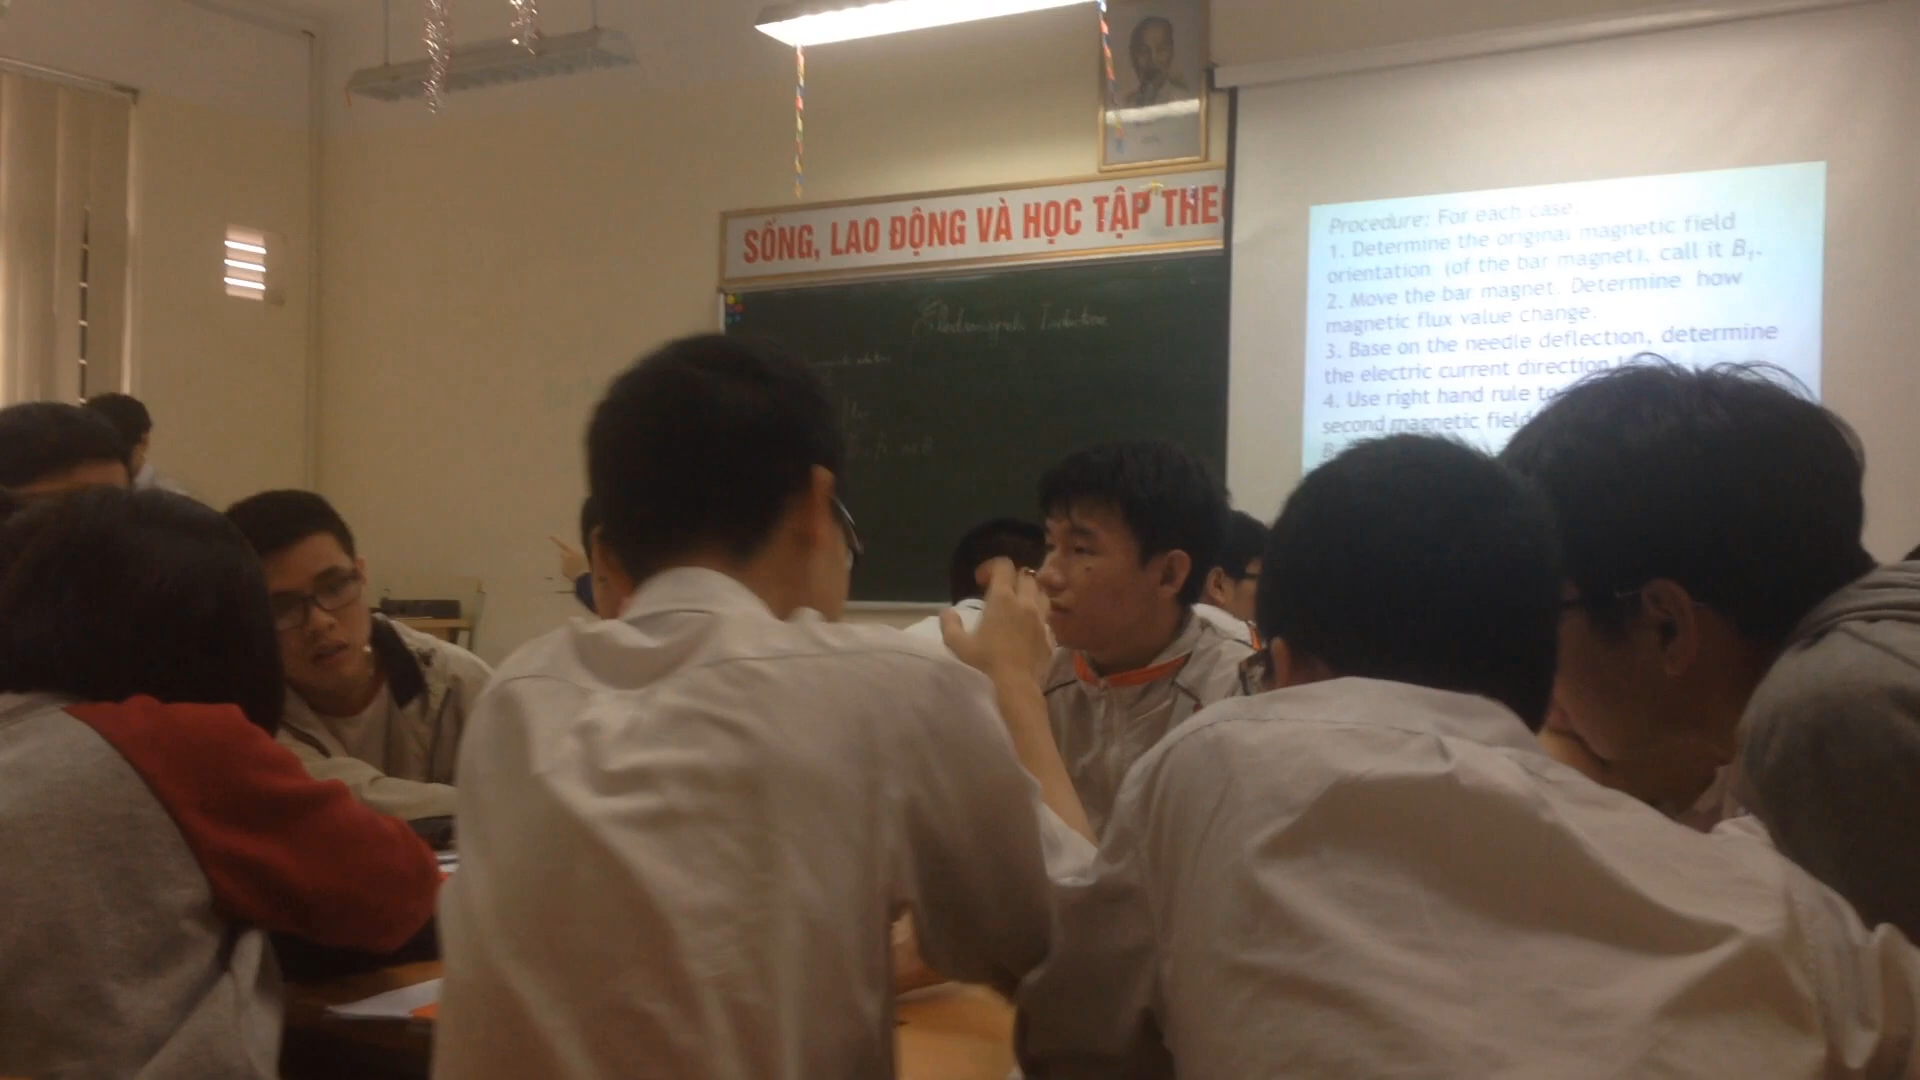 SỐNG, LAO ĐỘNG VÀ HỌC TẬP THE
Electromagnetic Induction
Procedure: For each case.
1. Determine the original magnetic field
orientation (of the bar magnet), call it B₁.
2. Move the bar magnet. Determine how
magnetic flux value change.
3. Base on the needle deflection, determine
the electric current direction
4. Use right hand rule to
second magnetic field